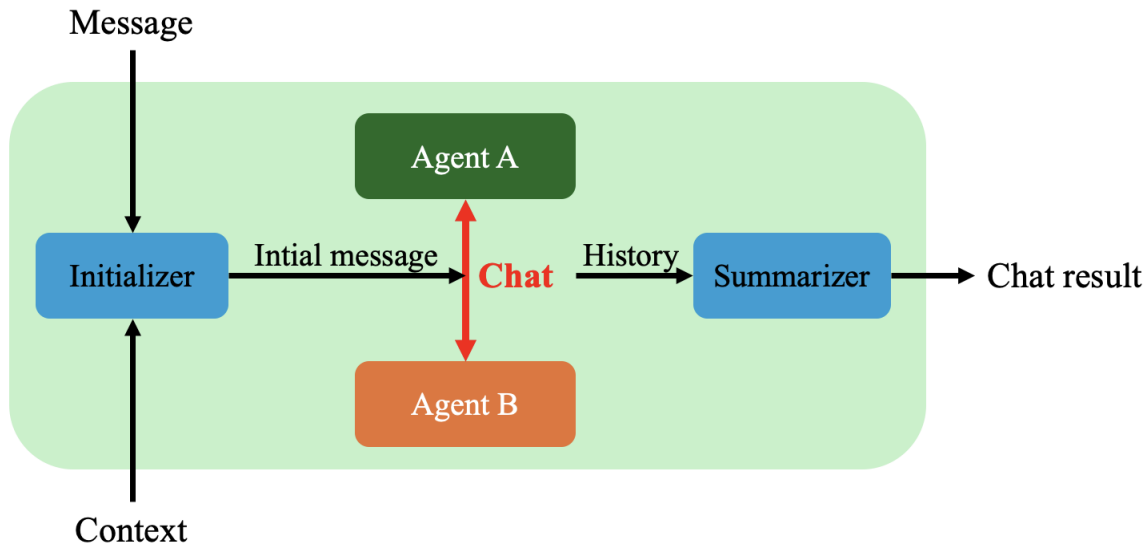 Message
Agent A
Initializer
Intial message
Chat
History
Summarizer
Chat result
Agent B
Context